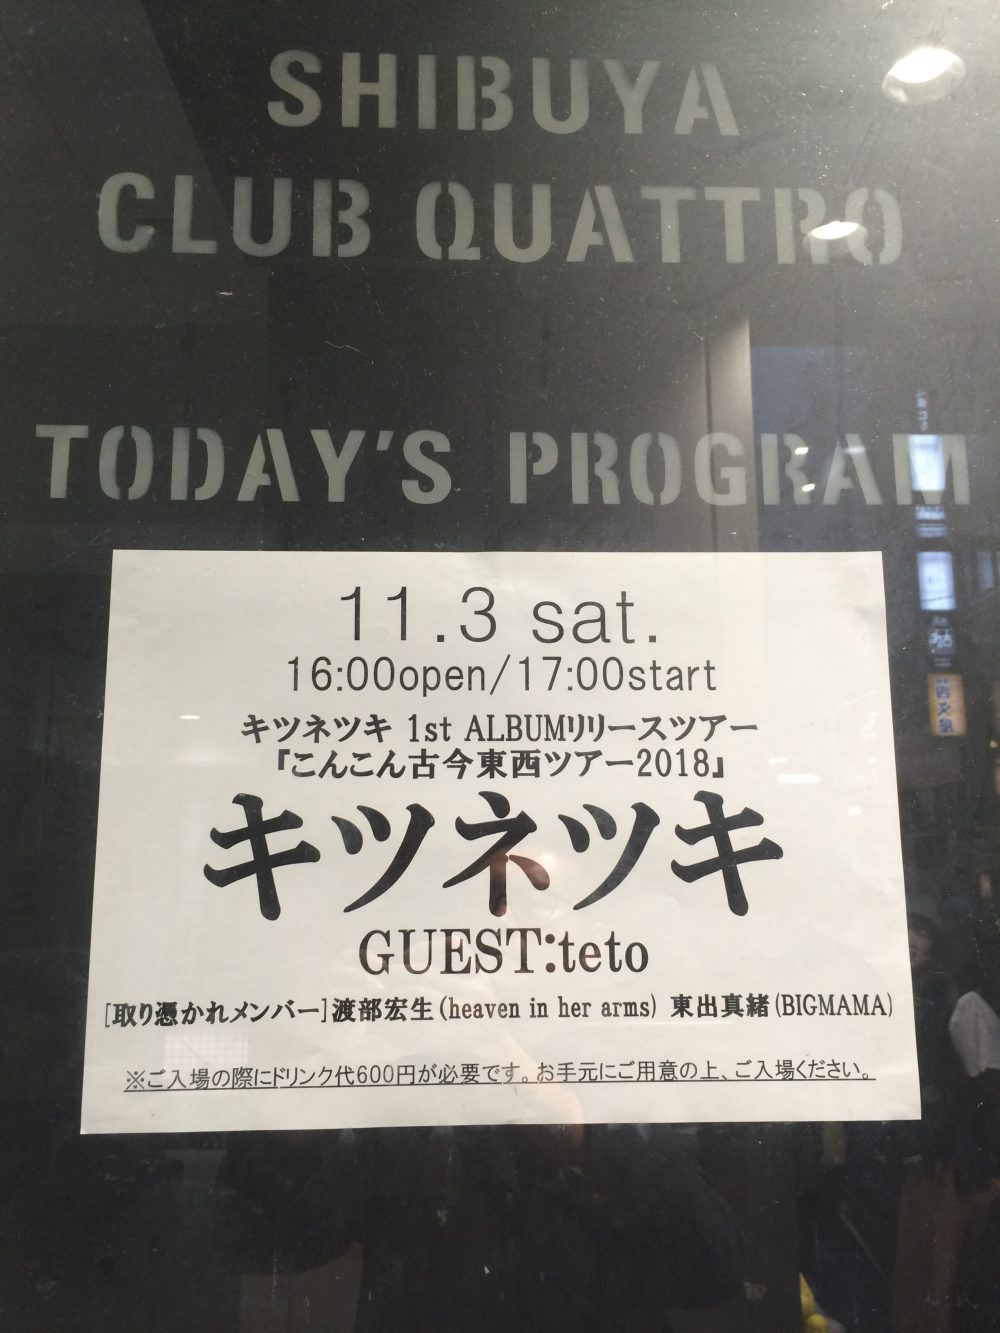 SHIBUYA
CLUB QUATTRO
TODAY'S PROGRAM
11.3 sat.
16:00open/17:00start
キツネツキ 1st ALBUMリリースツアー
『こんこん古今東西ツアー2018』
キツネツキ
GUEST:teto
[取り憑かれメンバー]渡部宏生(heaven in her arms) 東出真緒(BIGMAMA)
※ご入場の際にドリンク代600円が必要です。お手元にご用意の上、ご入場ください。